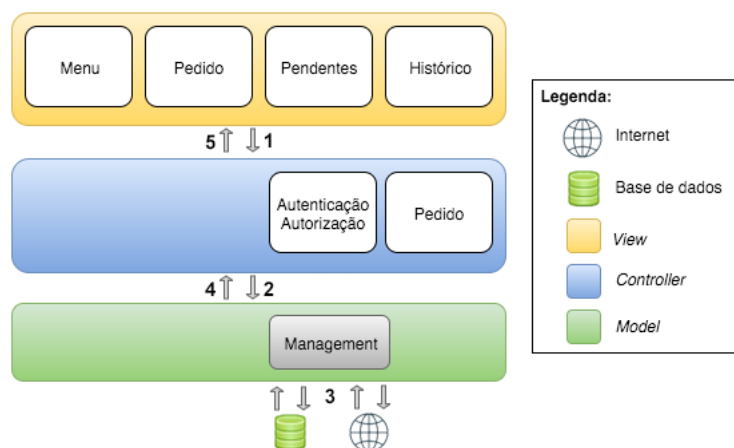 Menu
Pedido
Pendentes
Histórico
5
1
Autenticação
Autorização
Pedido
4
2
Management
3
Legenda:
Internet
Base de dados
View
Controller
Model